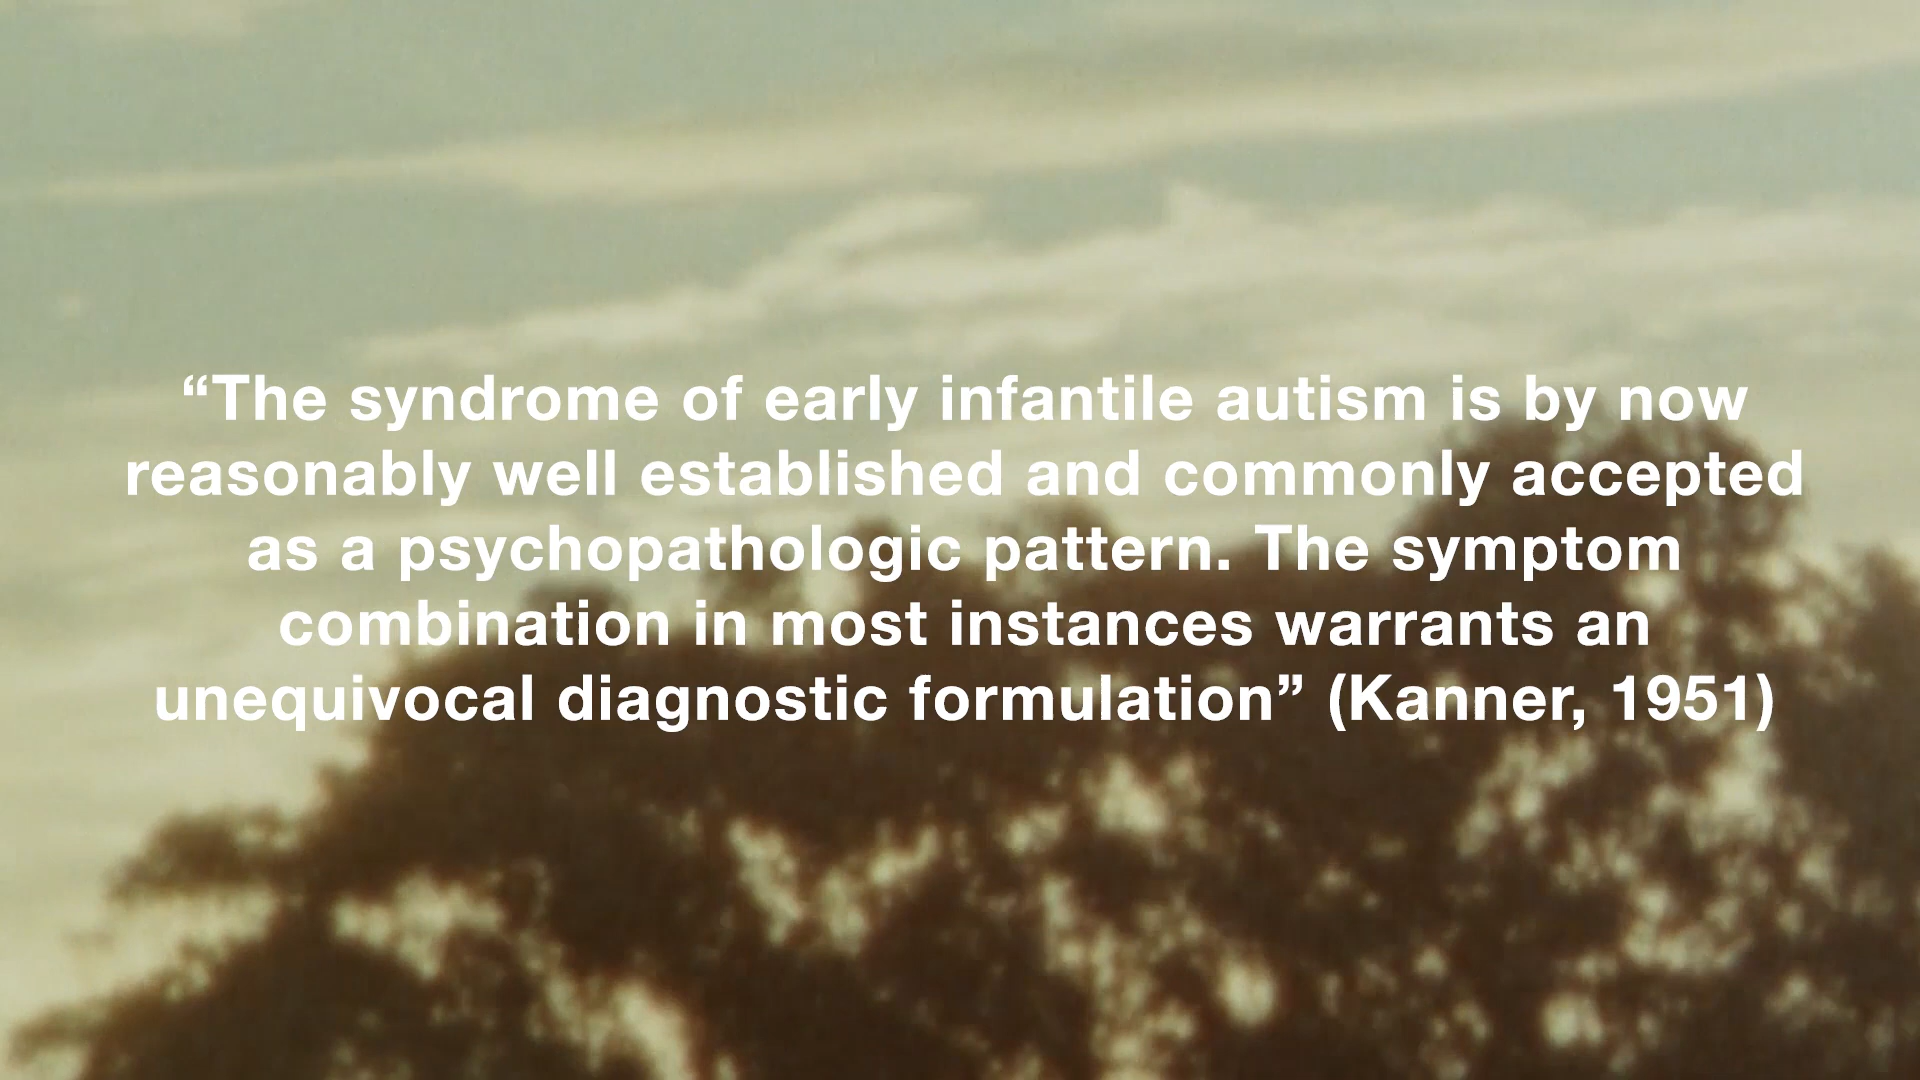 “The syndrome of early infantile autism is by now
reasonably well established and commonly accepted
as a psychopathologic pattern. The symptom
combination in most instances warrants an
unequivocal diagnostic formulation” (Kanner, 1951)